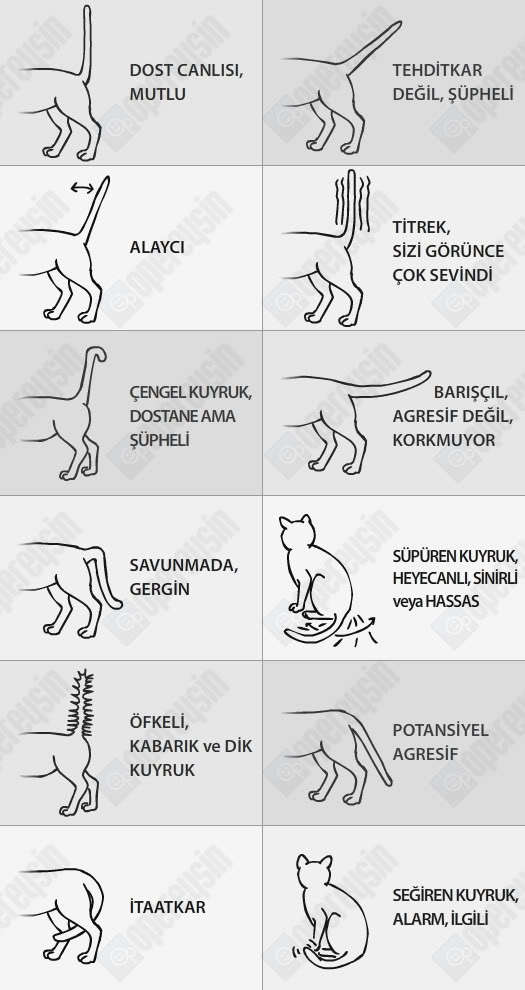 DOST CANLISI,
MUTLU
TEHDİTKAR
DEĞİL, ŞÜPHELİ
ALAYCI
TİTREK,
SİZİ GÖRÜNCE
ÇOK SEVİNDİ
ÇENGEL KUYRUK,
DOSTANE AMA
ŞÜPHELİ
BARIŞÇIL,
AGRESİF DEĞİL,
KORKMUYOR
SAVUNMADA,
GERGİN
SÜPÜREN KUYRUK,
HEYECANLI, SİNİRLİ
veya HASSAS
ÖFKELİ,
KABARIK ve DİK
KUYRUK
POTANSİYEL
AGRESİF
İTAATKAR
SEĞİREN KUYRUK,
ALARM, İLGİLİ